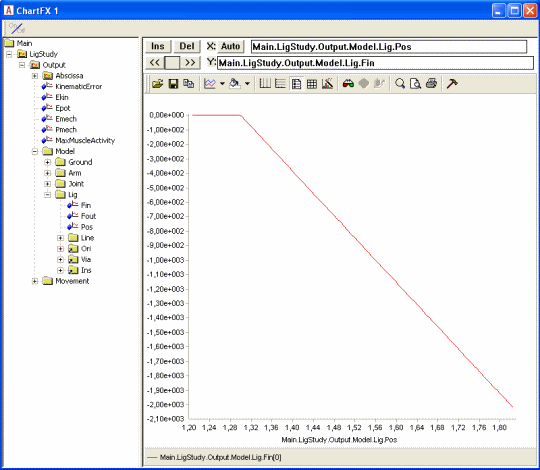 ChartFX 1
Main
LigStudy
Output
Abscissa
KinematicError
Ekin
Epot
Emech
Pmech
MaxMuscleActivity
Model
Ground
Arm
Joint
Lig
Fin
Fout
Pos
Line
Ori
Via
Ins
Movement
Ins Del X: Auto Main.LigStudy.Output.Model.Lig.Pos
<< >> Y: Main.LigStudy.Output.Model.Lig.Fin
0,00e+000
-1,00e+002
-2,00e+002
-3,00e+002
-4,00e+002
-5,00e+002
-6,00e+002
-7,00e+002
-8,00e+002
-9,00e+002
-1,00e+003
-1,10e+003
-1,20e+003
-1,30e+003
-1,40e+003
-1,50e+003
-1,60e+003
-1,70e+003
-1,80e+003
-1,90e+003
-2,00e+003
-2,10e+003
1,20 1,24 1,28 1,32 1,36 1,40 1,44 1,48 1,52 1,56 1,60 1,64 1,68 1,72 1,76 1,80
Main.LigStudy.Output.Model.Lig.Pos
Main.LigStudy.Output.Model.Lig.Fin[0]